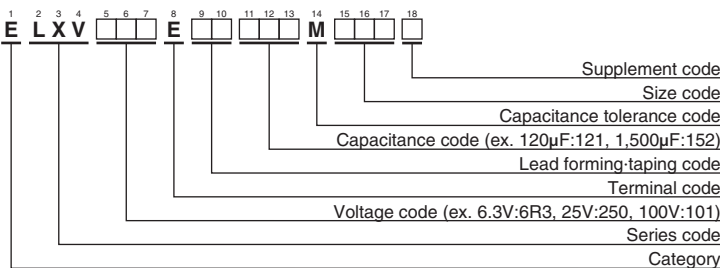 1 2 3 4 5 6 7 8 9 10 11 12 13 14 15 16 17 18
E L X V E M
Supplement code
Size code
Capacitance tolerance code
Capacitance code (ex. 120µF:121, 1,500µF:152)
Lead forming·taping code
Terminal code
Voltage code (ex. 6.3V:6R3, 25V:250, 100V:101)
Series code
Category